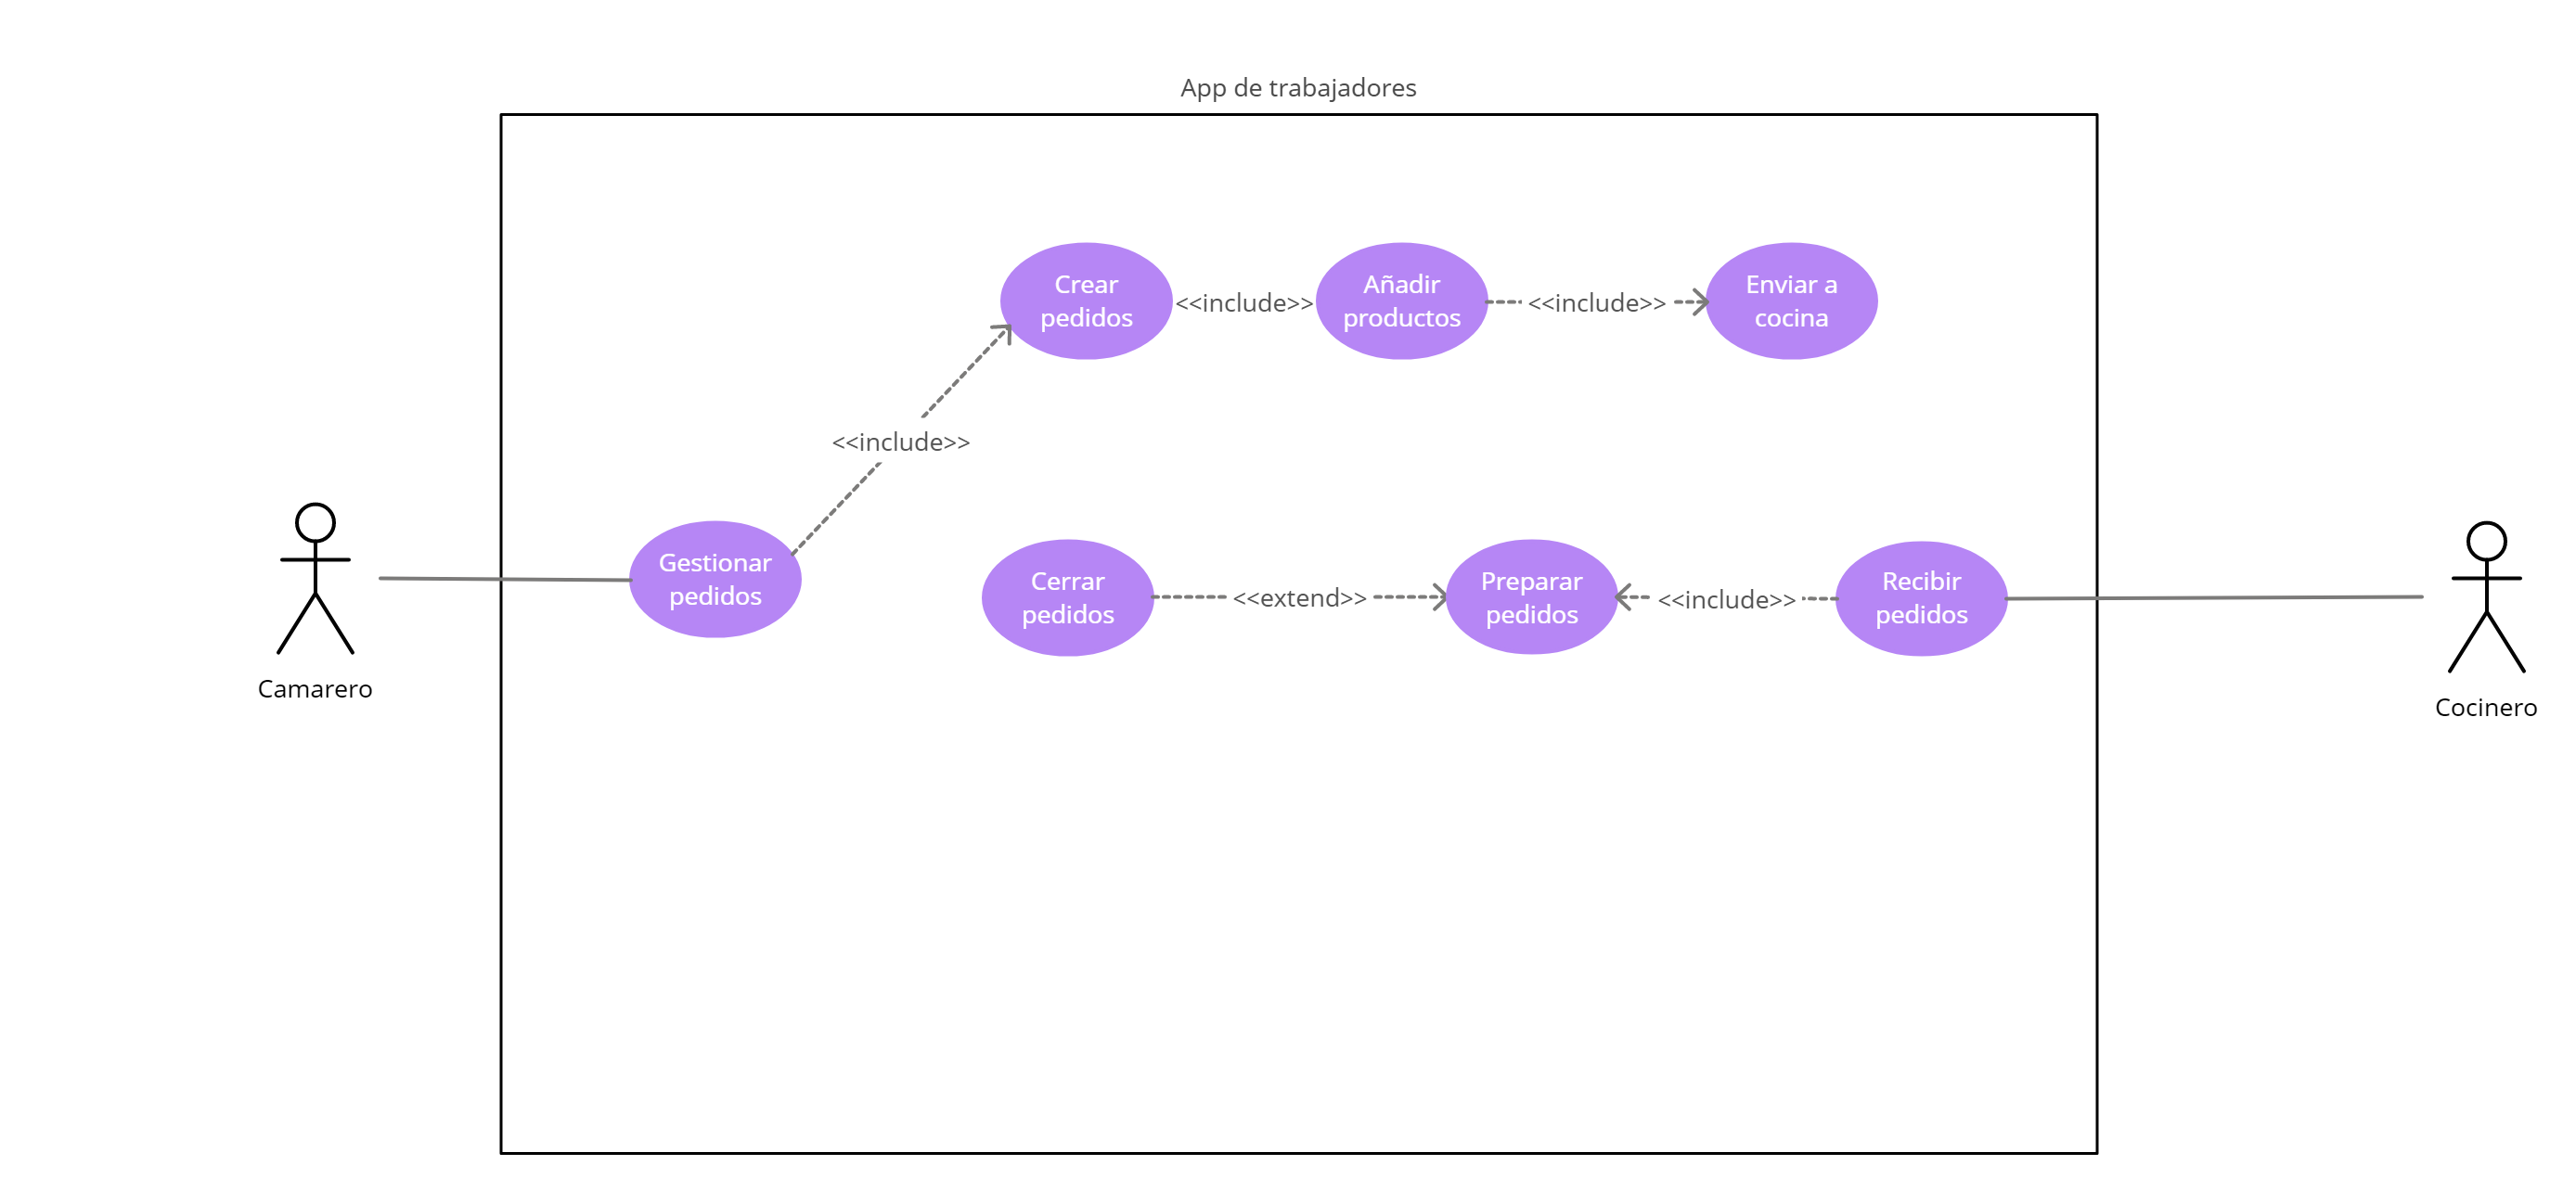 App de trabajadores
Crear
pedidos
<<include>>
Añadir
productos
<<include>>
Enviar a
cocina
<<include>>
Gestionar
pedidos
Cerrar
pedidos
<<extend>>
Preparar
pedidos
<<include>>
Recibir
pedidos
Camarero
Cocinero